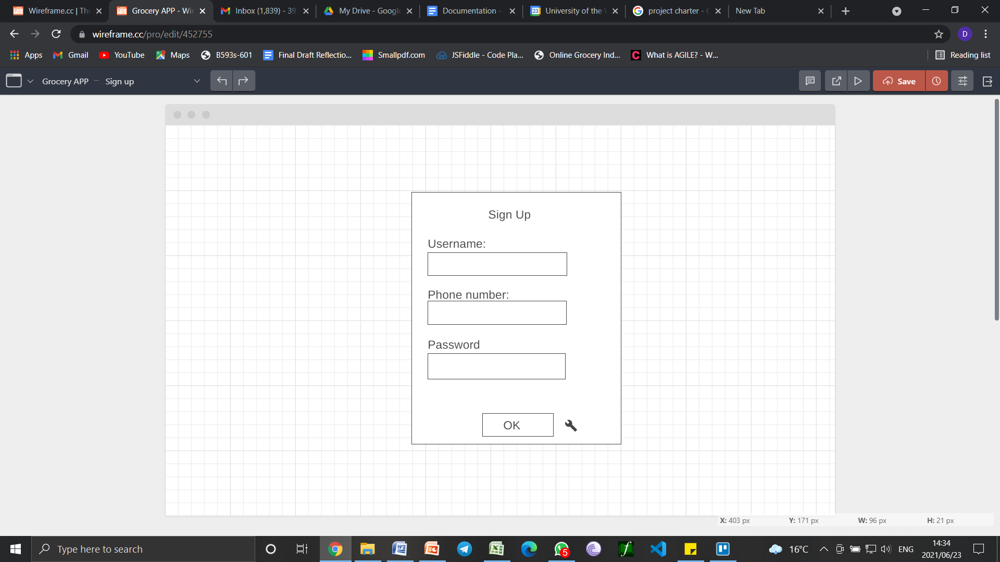 Wireframe.cc | The
Grocery APP - Wir
Inbox (1,839) - 39
My Drive - Google
Documentation -
23
University of the
project charter -
New Tab
wireframe.cc/pro/edit/452755
D
Apps
Gmail
YouTube
Maps
B593s-601
Final Draft Reflectio...
Smallpdf.com
JSFiddle - Code Pla...
Online Grocery Ind...
What is AGILE? - W...
Reading list
Grocery APP – Sign up
Save
Sign Up
Username:
Phone number:
Password
OK
X: 403 px
Y: 171 px
W: 96 px
H: 21 px
Type here to search
5
16°C
ENG
14:34
2021/06/23